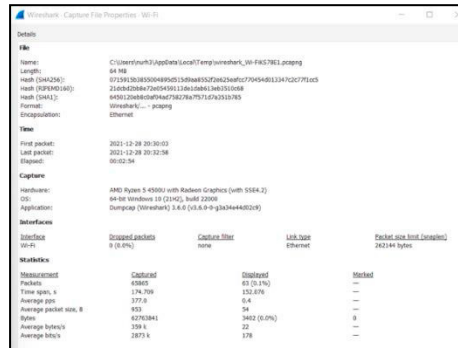 Wireshark · Capture File Properties · Wi-Fi
Details
File
Name: C:\Users\nurh3\AppData\Local\Temp\wireshark_Wi-FiKS78E1.pcapng
Length: 64 MB
Hash (SHA256):
Hash (RIPEMD160):
Hash (SHA1):
Format: Wireshark/... - pcapng
Encapsulation: Ethernet
Time
First packet: 2021-12-28 20:30:03
Last packet: 2021-12-28 20:32:58
Elapsed: 00:02:54
Capture
Hardware: AMD Ryzen 5 4500U with Radeon Graphics (with SSE4.2)
OS: 64-bit Windows 10 (21H2), build 22000
Application: Dumpcap (Wireshark) 3.6.0 (v3.6.0-0-g3a34e44d02c9)
Interfaces
Interface Dropped packets Capture filter Link type Packet size limit (snaplen)
Wi-Fi 0 (0.0%) none Ethernet 262144 bytes
Statistics
Measurement Captured Displayed Marked
Packets 65865 63 (0.1%) —
Time span, s 174.709 152.076 —
Average pps 377.0 0.4 —
Average packet size, B 953 54 —
Bytes 62763841 3402 (0.0%) 0
Average bytes/s 359 k 22 —
Average bits/s 2873 k 178 —